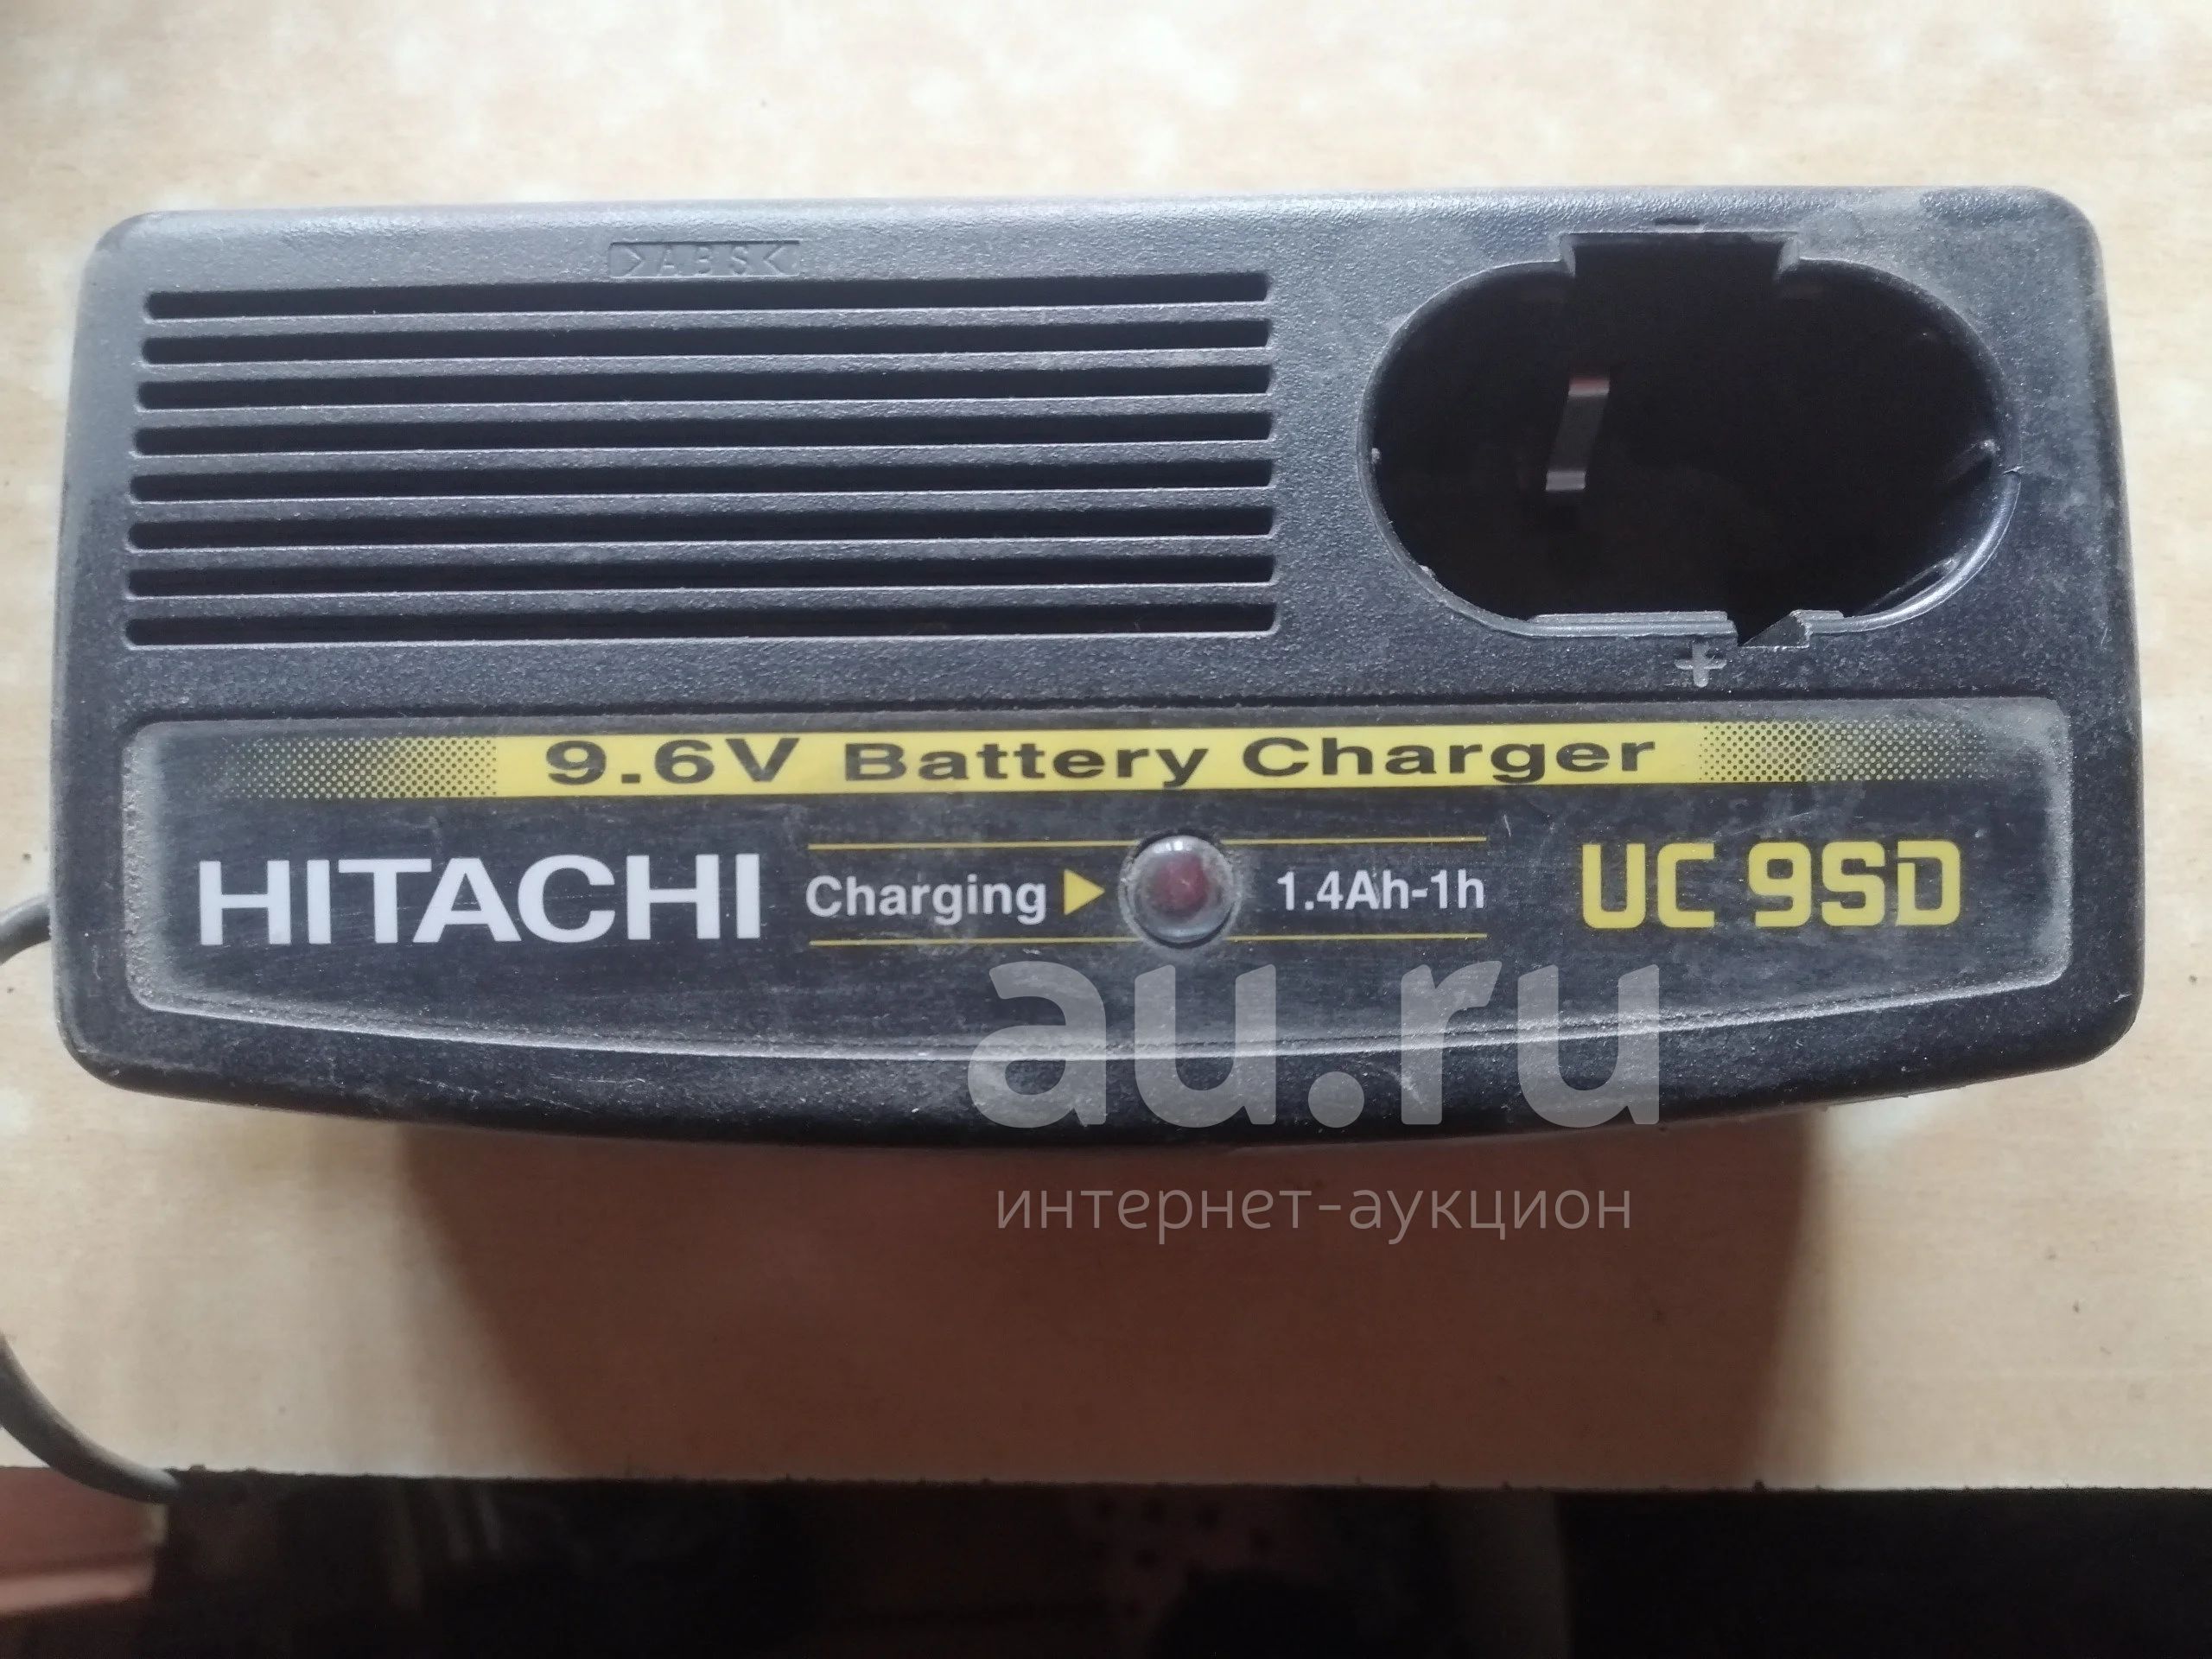 >ABS<
+
9.6V Battery Charger
HITACHI
Charging
1.4Ah-1h
UC 9SD
au.ru
интернет-аукцион